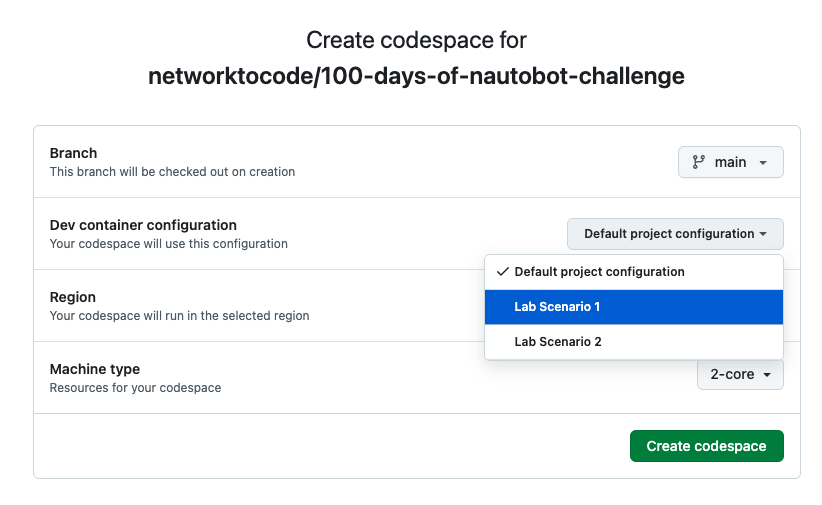 Create codespace for
networktocode/100-days-of-nautobot-challenge
Branch
This branch will be checked out on creation
main
Dev container configuration
Your codespace will use this configuration
Default project configuration
Default project configuration
Lab Scenario 1
Lab Scenario 2
Region
Your codespace will run in the selected region
Machine type
Resources for your codespace
2-core
Create codespace